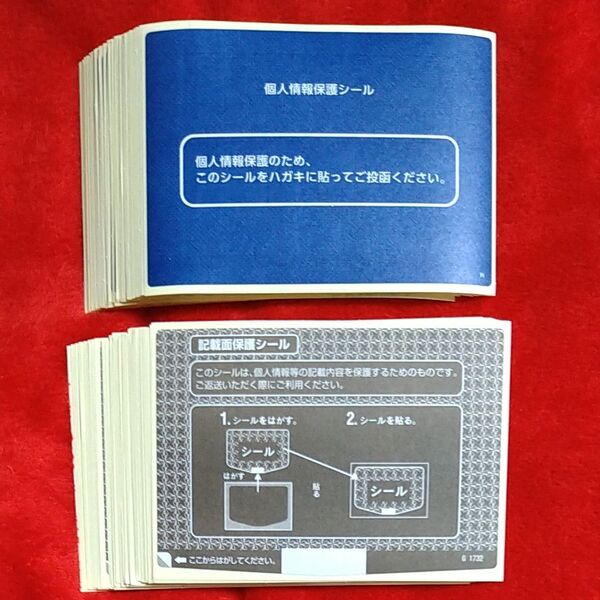 個人情報保護シール
個人情報保護のため、
このシールをハガキに貼ってご投函ください。
記載面保護シール
このシールは、個人情報等の記載内容を保護するためのものです。
ご返送いただく際にご利用ください。
1. シールをはがす。
2. シールを貼る。
シール
はがす
貼る
シール
ここからはがしてください。
G 1732